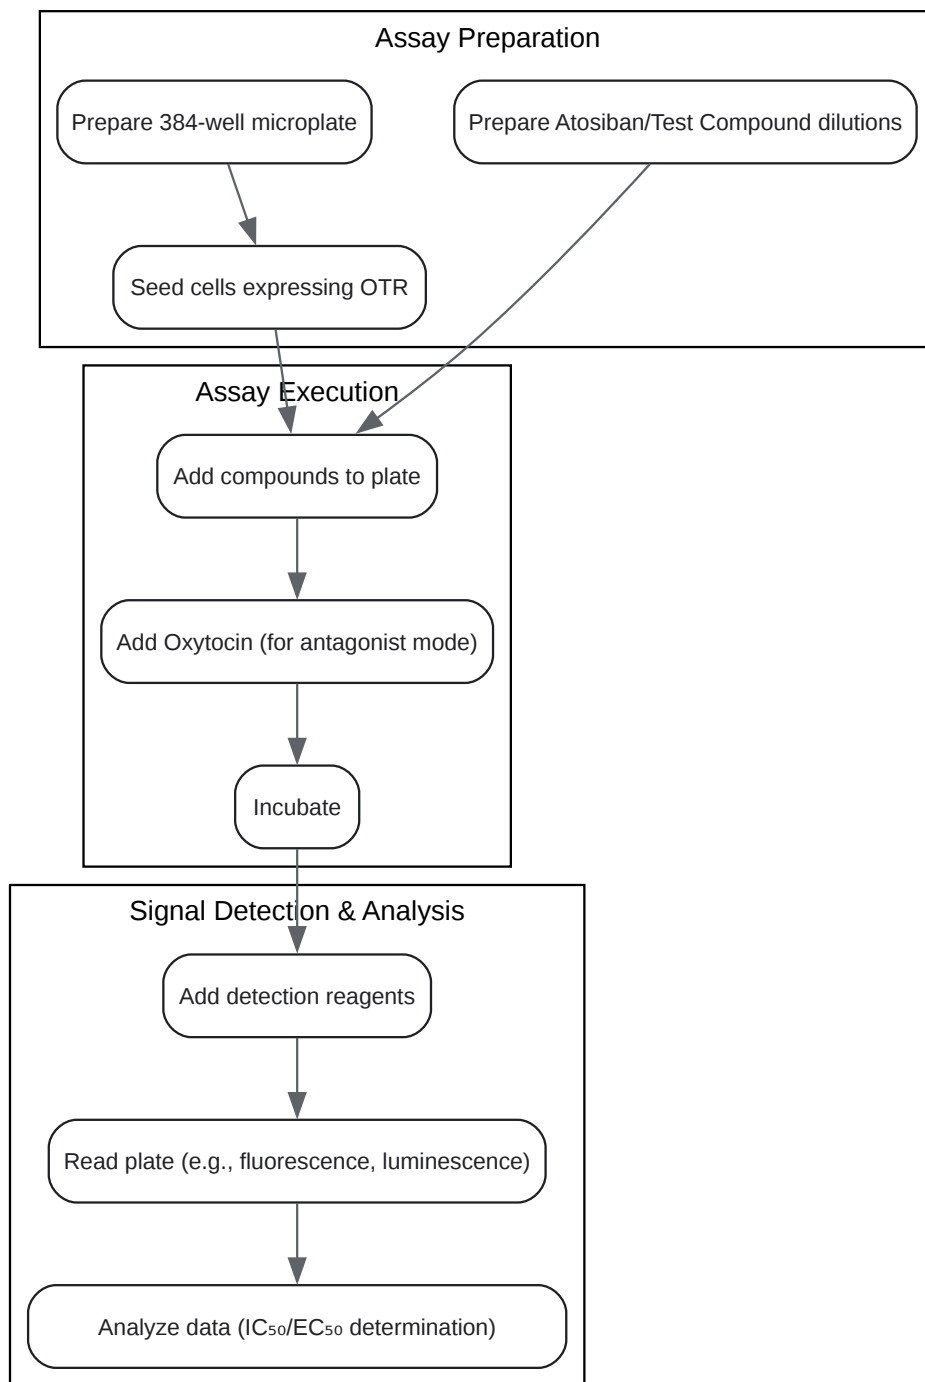 Assay Preparation
Prepare 384-well microplate
Prepare Atosiban/Test Compound dilutions
Seed cells expressing OTR
Assay Execution
Add compounds to plate
Add Oxytocin (for antagonist mode)
Incubate
Signal Detection & Analysis
Add detection reagents
Read plate (e.g., fluorescence, luminescence)
Analyze data (IC₅₀/EC₅₀ determination)